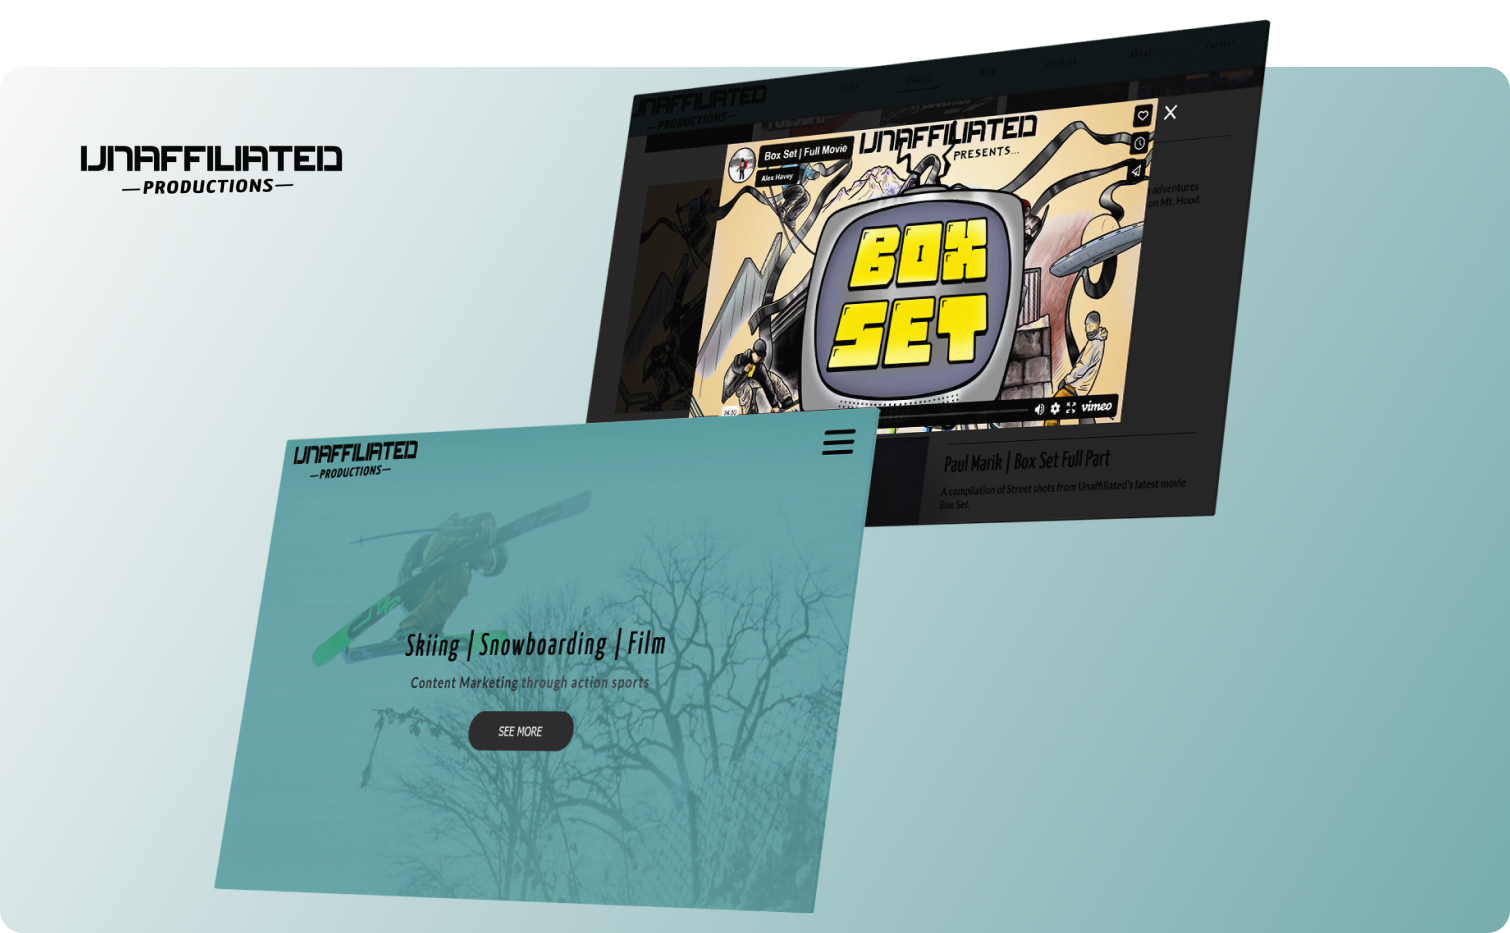 UNAFFILIATED
PRODUCTIONS
UNAFFILIATED
PRODUCTIONS
Home
Videos
Blog
Projects
About
Contact
Box Set | Full Movie
Alex Havey
UNAFFILIATED
PRESENTS...
BOX
SET
adventures
on Mt. Hood.
34:30
vimeo
Paul Marik | Box Set Full Part
A compilation of Street shots from Unaffiliated's latest movie
Box Set.
UNAFFILIATED
PRODUCTIONS
Skiing | Snowboarding | Film
Content Marketing through action sports
SEE MORE